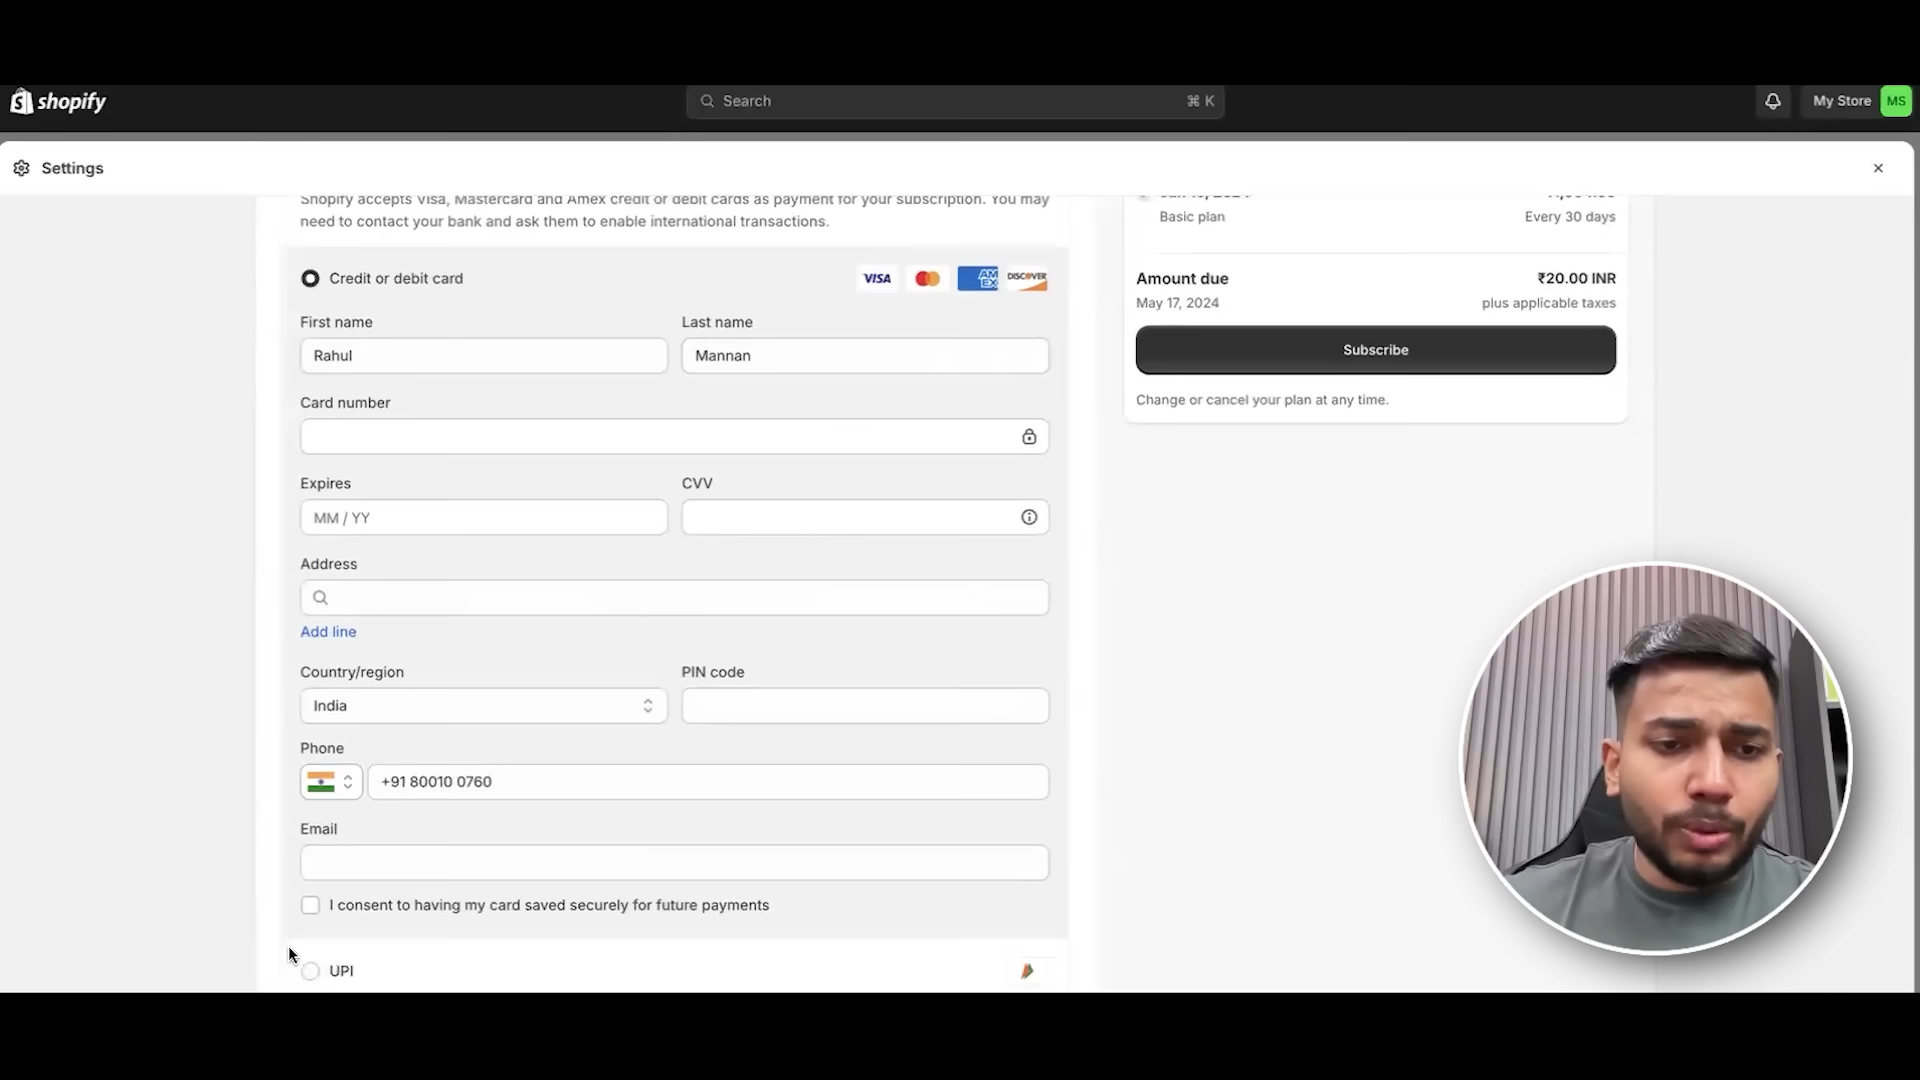 shopify
Search
⌘ K
My Store
MS
Settings
Shopify accepts Visa, Mastercard and Amex credit or debit cards as payment for your subscription. You may
need to contact your bank and ask them to enable international transactions.
Basic plan
Every 30 days
Credit or debit card
VISA
AM
EX
DISCOVER
Amount due
₹20.00 INR
May 17, 2024
plus applicable taxes
Subscribe
Change or cancel your plan at any time.
First name
Last name
Rahul
Mannan
Card number
Expires
CVV
MM / YY
Address
Add line
Country/region
PIN code
India
Phone
+91 80010 0760
Email
I consent to having my card saved securely for future payments
UPI